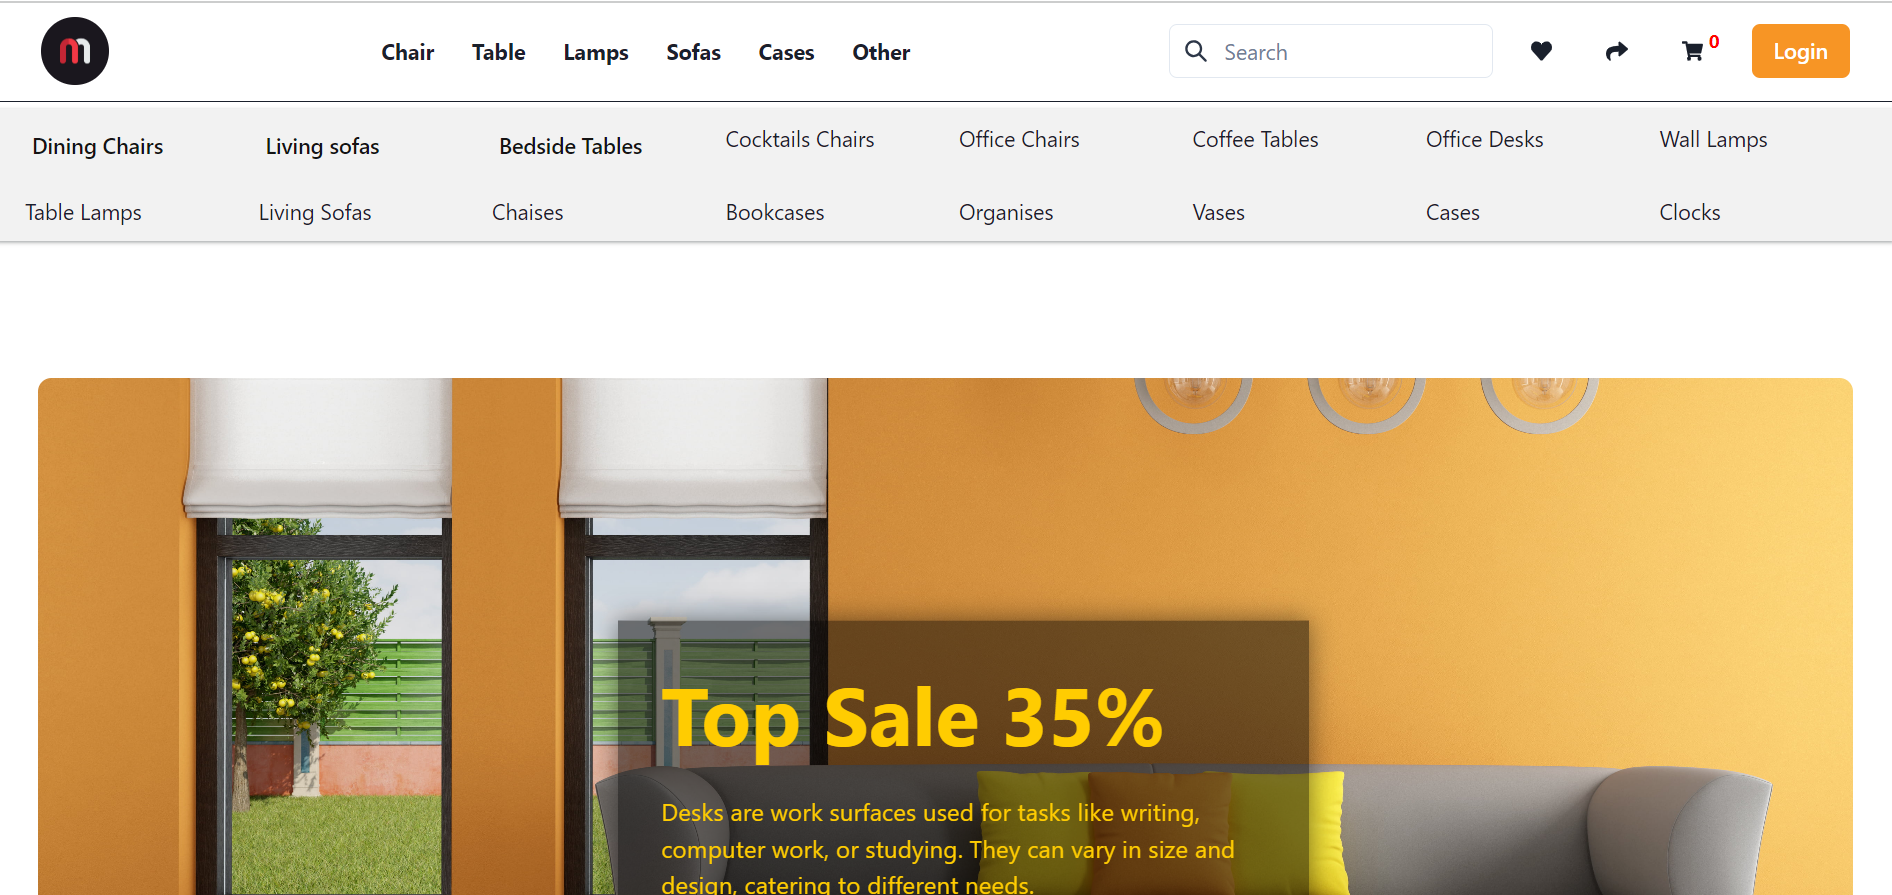 m Chair Table Lamps Sofas Cases Other Search 0 Login
Dining Chairs Living sofas Bedside Tables Cocktails Chairs Office Chairs Coffee Tables Office Desks Wall Lamps
Table Lamps Living Sofas Chaises Bookcases Organises Vases Cases Clocks
Top Sale 35%
Desks are work surfaces used for tasks like writing,
computer work, or studying. They can vary in size and
design, catering to different needs.